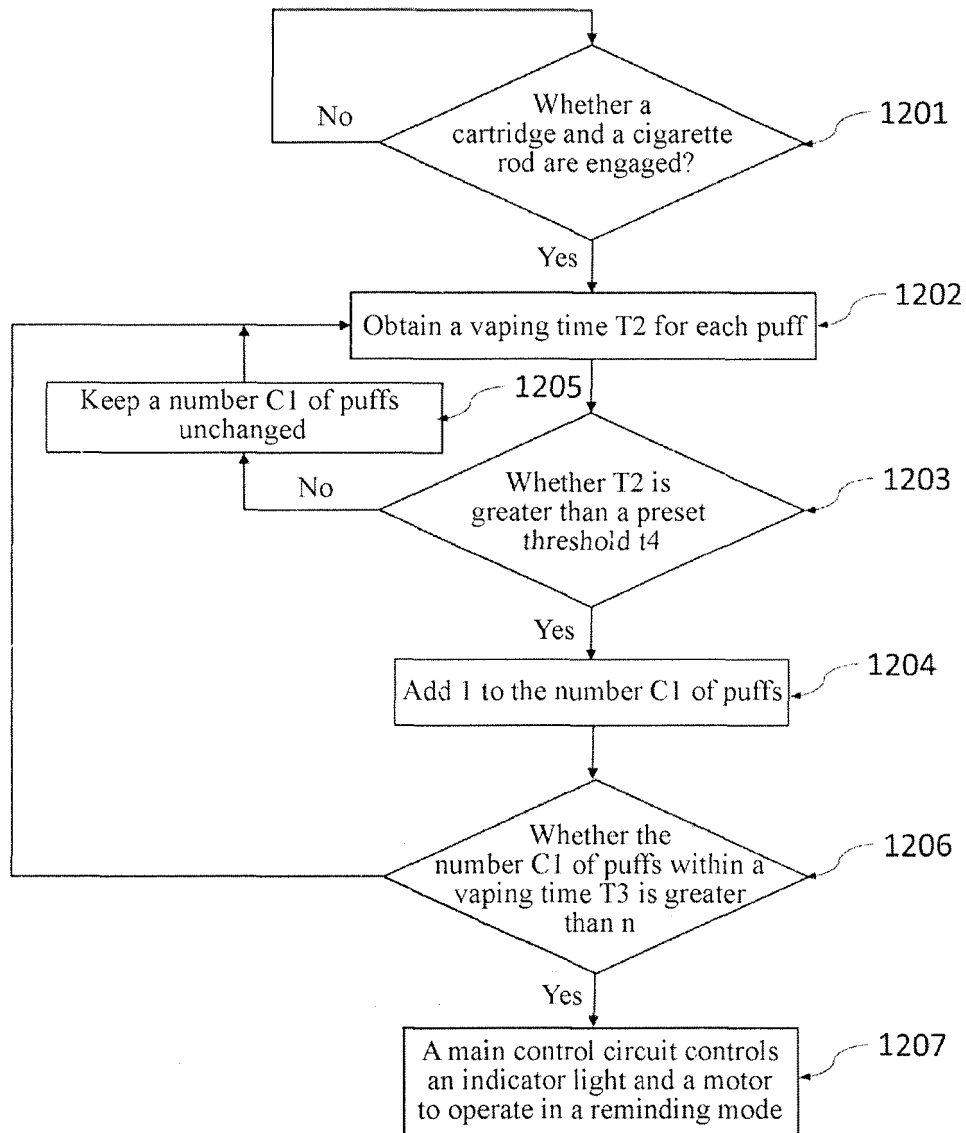 Whether a
cartridge and a cigarette
rod are engaged?
No
1201
Yes
1202
Obtain a vaping time T2 for each puff
1205
Keep a number C1 of puffs
unchanged
No
Whether T2 is
greater than a preset
threshold t4
1203
Yes
1204
Add 1 to the number C1 of puffs
Whether the
number C1 of puffs within a
vaping time T3 is greater
than n
1206
Yes
1207
A main control circuit controls
an indicator light and a motor
to operate in a reminding mode